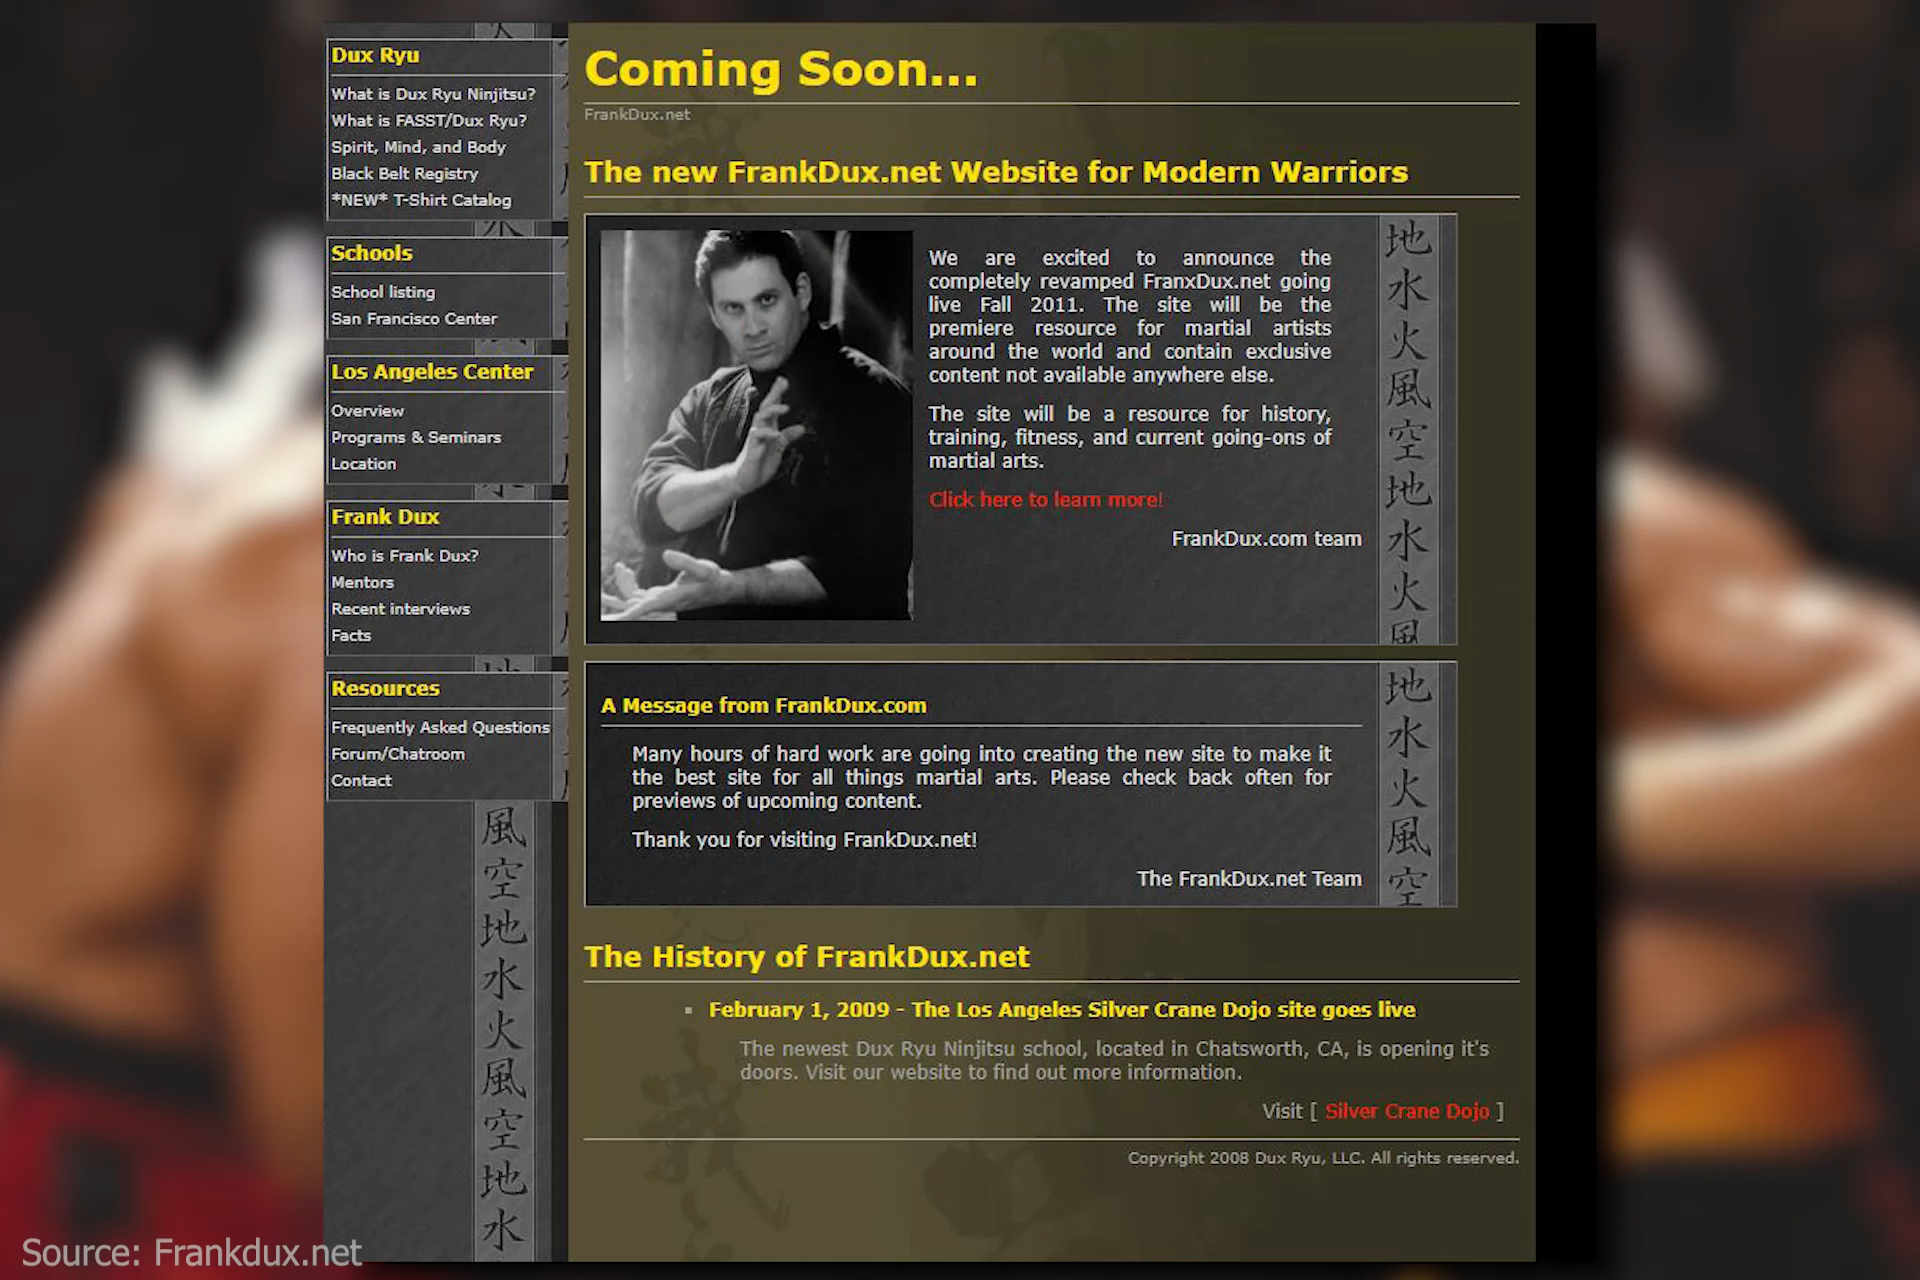 Dux Ryu
What is Dux Ryu Ninjitsu?
What is FASST/Dux Ryu?
Spirit, Mind, and Body
Black Belt Registry
*NEW* T-Shirt Catalog
Schools
School listing
San Francisco Center
Los Angeles Center
Overview
Programs & Seminars
Location
Frank Dux
Who is Frank Dux?
Mentors
Recent interviews
Facts
Resources
Frequently Asked Questions
Forum/Chatroom
Contact
風
空
地
水
火
風
空
地
水
Coming Soon...
FrankDux.net
The new FrankDux.net Website for Modern Warriors
We are excited to announce the
completely revamped FranxDux.net going
live Fall 2011. The site will be the
premiere resource for martial artists
around the world and contain exclusive
content not available anywhere else.
The site will be a resource for history,
training, fitness, and current going-ons of
martial arts.
Click here to learn more!
FrankDux.com team
地
水
火
風
空
地
水
火
風
A Message from FrankDux.com
Many hours of hard work are going into creating the new site to make it
the best site for all things martial arts. Please check back often for
previews of upcoming content.
Thank you for visiting FrankDux.net!
The FrankDux.net Team
地
水
火
風
空
The History of FrankDux.net
February 1, 2009 - The Los Angeles Silver Crane Dojo site goes live
The newest Dux Ryu Ninjitsu school, located in Chatsworth, CA, is opening it's
doors. Visit our website to find out more information.
Visit [ Silver Crane Dojo ]
Copyright 2008 Dux Ryu, LLC. All rights reserved.
Source: Frankdux.net